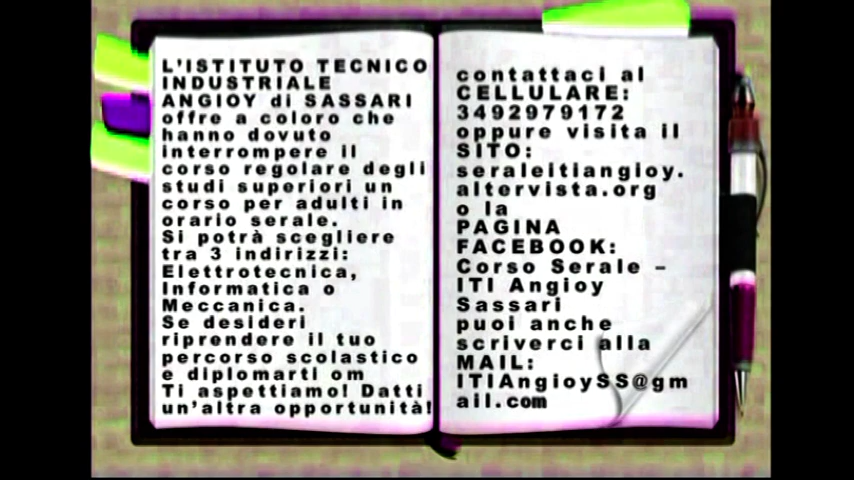 L'ISTITUTO TECNICO
INDUSTRIALE
ANGIOY di SASSARI
offre a coloro che
hanno dovuto
interrompere il
corso regolare degli
studi superiori un
corso per adulti in
orario serale.
Si potrà scegliere
tra 3 indirizzi:
Elettrotecnica,
Informatica o
Meccanica.
Se desideri
riprendere il tuo
percorso scolastico
e diplomarti om
Ti aspettiamo! Datti
un'altra opportunità!
contattaci al
CELLULARE:
3492979172
oppure visita il
SITO:
seraleitiangioy.
altervista.org
o la
PAGINA
FACEBOOK:
Corso Serale -
ITI Angioy
Sassari
puoi anche
scriverci alla
MAIL:
ITIAngioySS@gm
ail.com